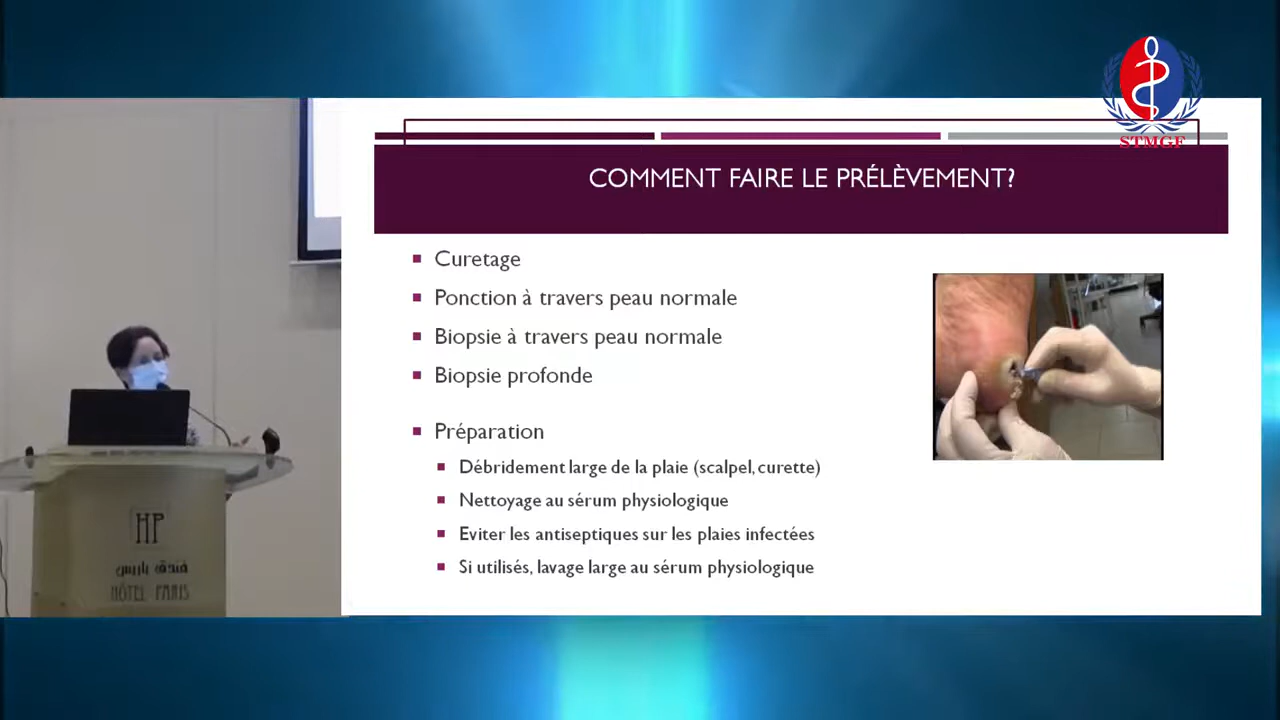 STMGF
COMMENT FAIRE LE PRÉLÈVEMENT?
Curetage
Ponction à travers peau normale
Biopsie à travers peau normale
Biopsie profonde
Préparation
Débridement large de la plaie (scalpel, curette)
Nettoyage au sérum physiologique
Eviter les antiseptiques sur les plaies infectées
Si utilisés, lavage large au sérum physiologique
HP
فندق باريس
HÔTEL PARIS